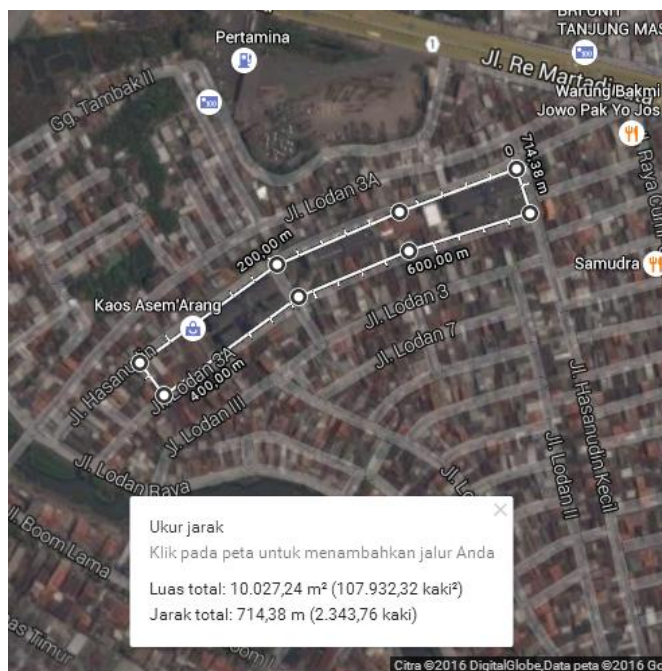 BRI UNIT
TANJUNG MAS
Pertamina
Jl. Re Martadinata
Gg. Tambak II
Warung Bakmi
Jowo Pak Yo Jos
0
714,38 m
Jl. Lodan 3A
200,00 m
600,00 m
Samudra
Kaos Asem'Arang
Jl. Lodan 3
Jl. Hasanudin
Jl. Lodan 3A
400,00 m
Jl. Lodan 7
Jl. Lodan III
Jl. Hasanudin Kecil
Jl. Lodan II
Jl. Lodan Raya
Jl. Boom Lama
Ukur jarak
Klik pada peta untuk menambahkan jalur Anda
Luas total: 10.027,24 m² (107.932,32 kaki²)
Jarak total: 714,38 m (2.343,76 kaki)
Citra ©2016 DigitalGlobe,Data peta ©2016 Go